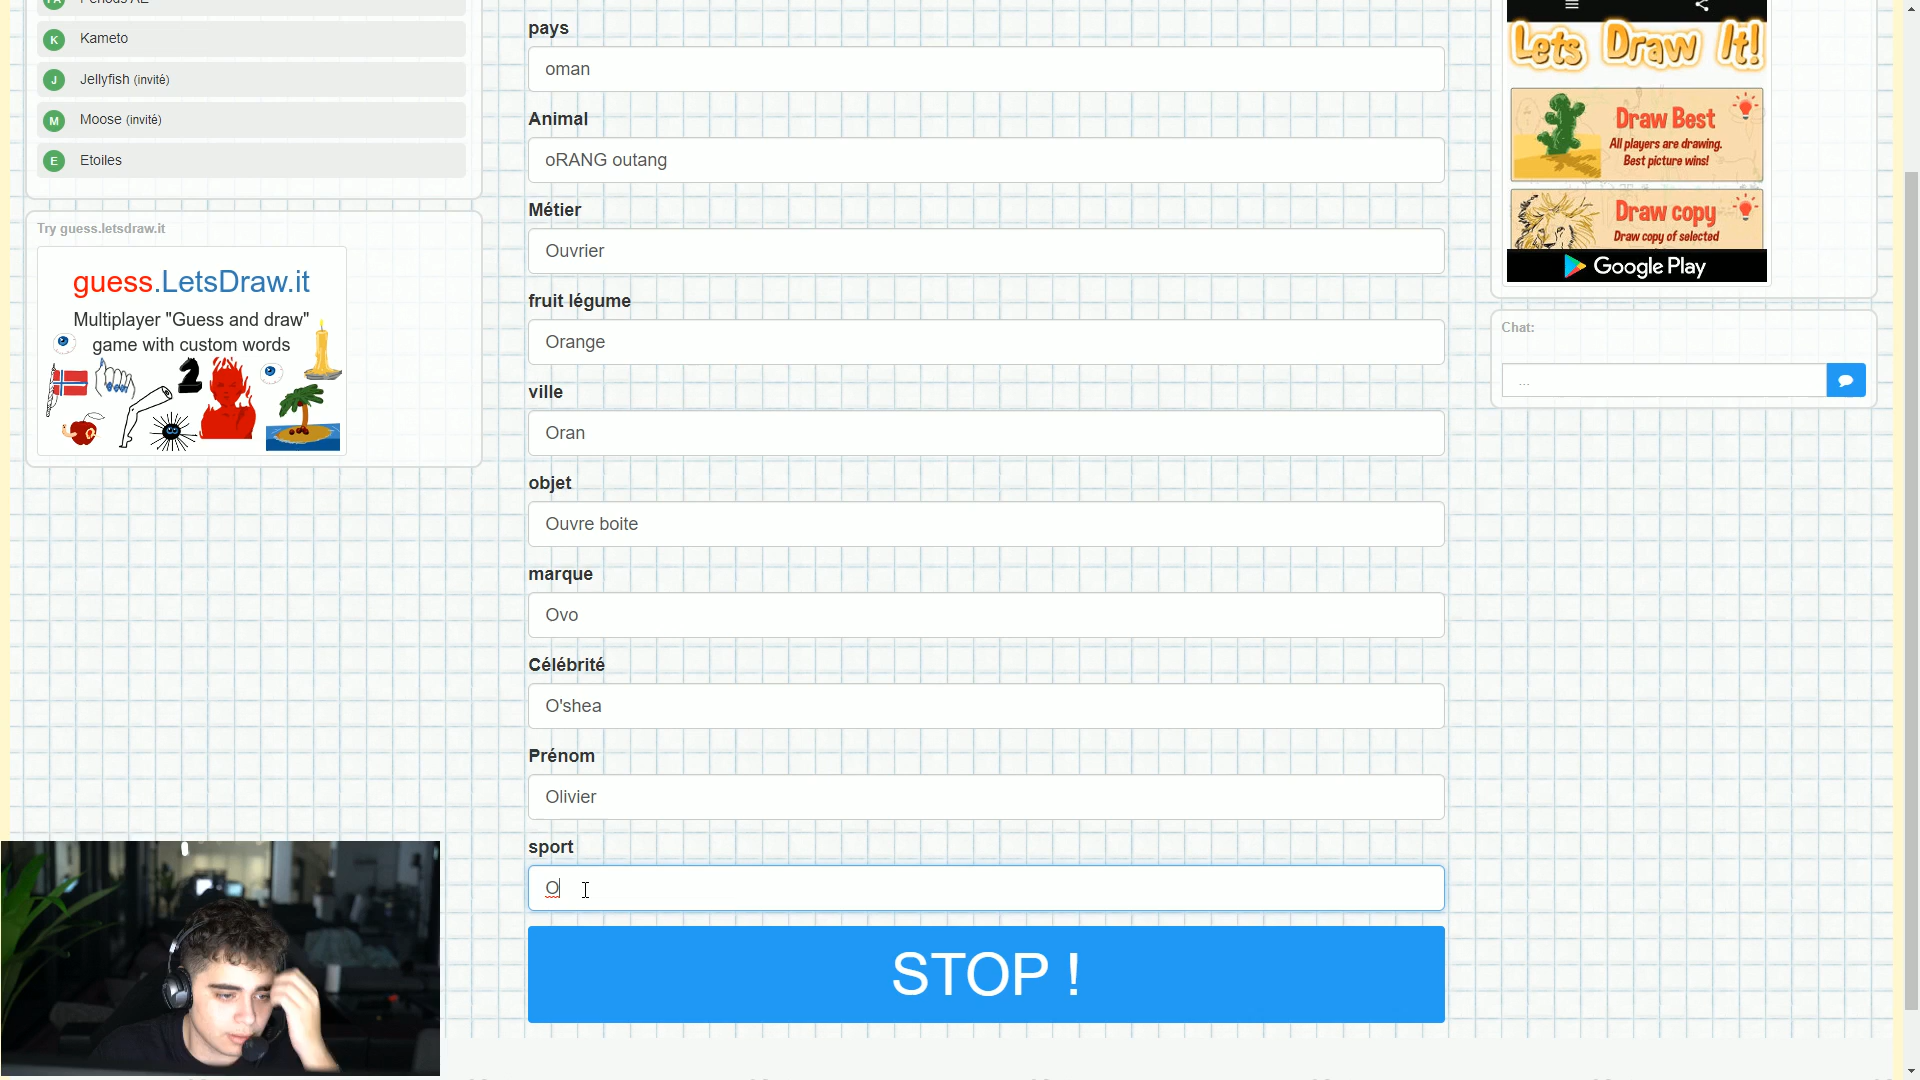 Kameto
Jellyfish (invité)
Moose (invité)
Etoiles
K
J
M
E
Try guess.letsdraw.it
guess.LetsDraw.it
Multiplayer "Guess and draw"
game with custom words
pays
oman
Animal
oRANG outang
Métier
Ouvrier
fruit légume
Orange
ville
Oran
objet
Ouvre boite
marque
Ovo
Célébrité
O'shea
Prénom
Olivier
sport
O
STOP !
Lets Draw It!
Draw Best
All players are drawing.
Best picture wins!
Draw copy
Draw copy of selected
Google Play
Chat:
...